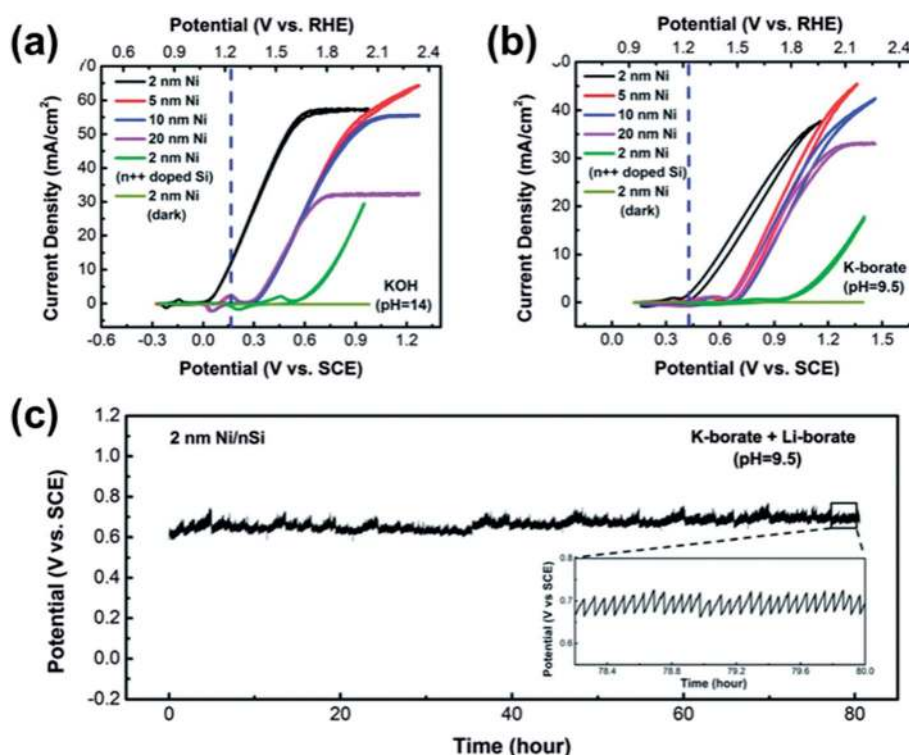 (a)
Potential (V vs. RHE)
0.6 0.9 1.2 1.5 1.8 2.1 2.4
70
60
50
40
30
20
10
0
Current Density (mA/cm²)
2 nm Ni
5 nm Ni
10 nm Ni
20 nm Ni
2 nm Ni
(n++ doped Si)
2 nm Ni
(dark)
KOH
(pH=14)
-0.6 -0.3 0.0 0.3 0.6 0.9 1.2
Potential (V vs. SCE)
(b)
Potential (V vs. RHE)
0.9 1.2 1.5 1.8 2.1
50
40
30
20
10
0
Current Density (mA/cm²)
2 nm Ni
5 nm Ni
10 nm Ni
20 nm Ni
2 nm Ni
(n++ doped Si)
2 nm Ni
(dark)
K-borate
(pH=9.5)
0.0 0.3 0.6 0.9 1.2 1.5
Potential (V vs. SCE)
(c)
1.2
1.0
0.8
0.6
0.4
0.2
0.0
-0.2
Potential (V vs. SCE)
2 nm Ni/nSi
K-borate + Li-borate
(pH=9.5)
0.8
0.7
0.6
Potential (V vs SCE)
78.4 78.8 79.2 79.6 80.0
Time (hour)
0 20 40 60 80
Time (hour)